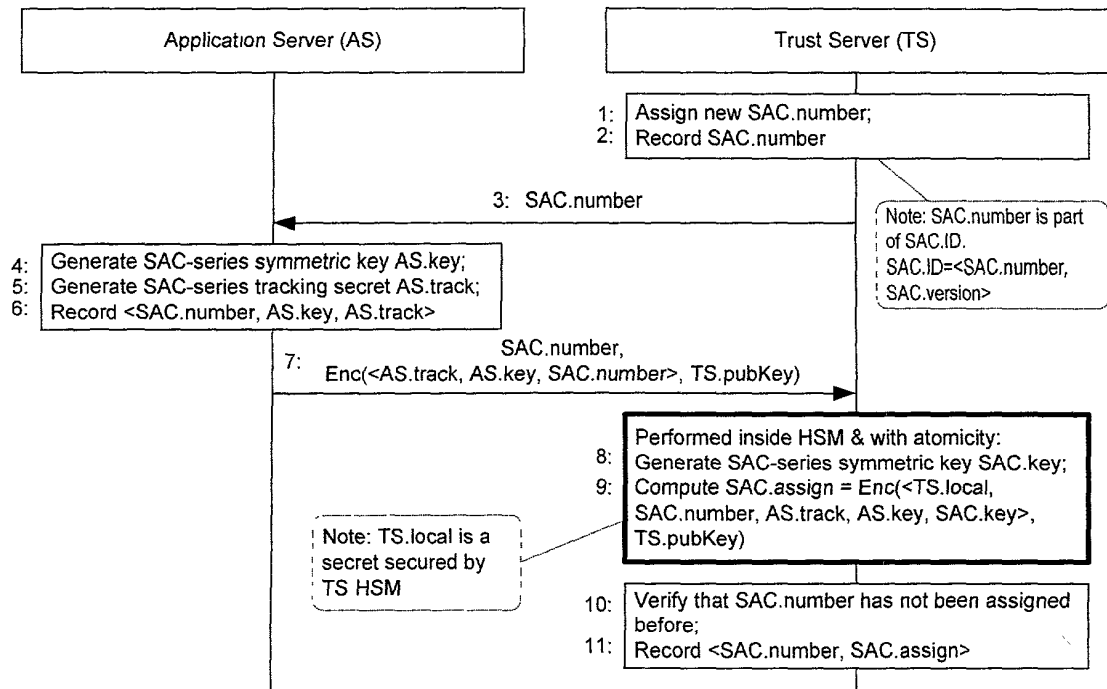 Application Server (AS)
Trust Server (TS)
1: Assign new SAC.number;
2: Record SAC.number
3: SAC.number
Note: SAC.number is part
of SAC.ID.
SAC.ID=<SAC.number,
SAC.version>
4: Generate SAC-series symmetric key AS.key;
5: Generate SAC-series tracking secret AS.track;
6: Record <SAC.number, AS.key, AS.track>
7: SAC.number,
Enc(<AS.track, AS.key, SAC.number>, TS.pubKey)
Performed inside HSM & with atomicity:
8: Generate SAC-series symmetric key SAC.key;
9: Compute SAC.assign = Enc(<TS.local,
SAC.number, AS.track, AS.key, SAC.key>,
TS.pubKey)
Note: TS.local is a
secret secured by
TS HSM
10: Verify that SAC.number has not been assigned
before;
11: Record <SAC.number, SAC.assign>